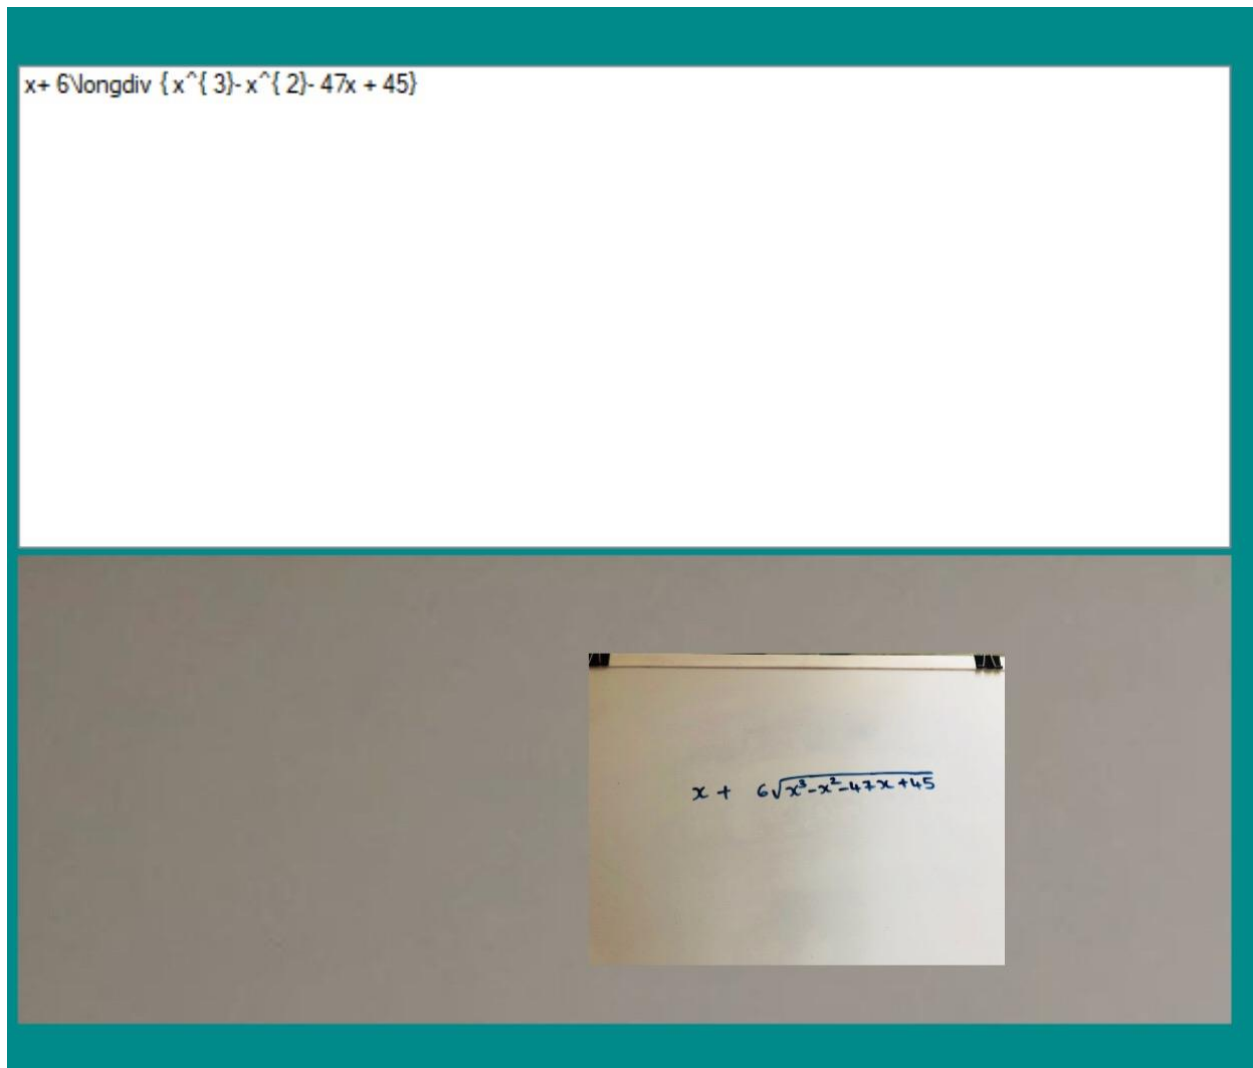 x+ 6\longdiv { x^{ 3}- x^{ 2}- 47x + 45}
x + 6√x³-x²-47x+45